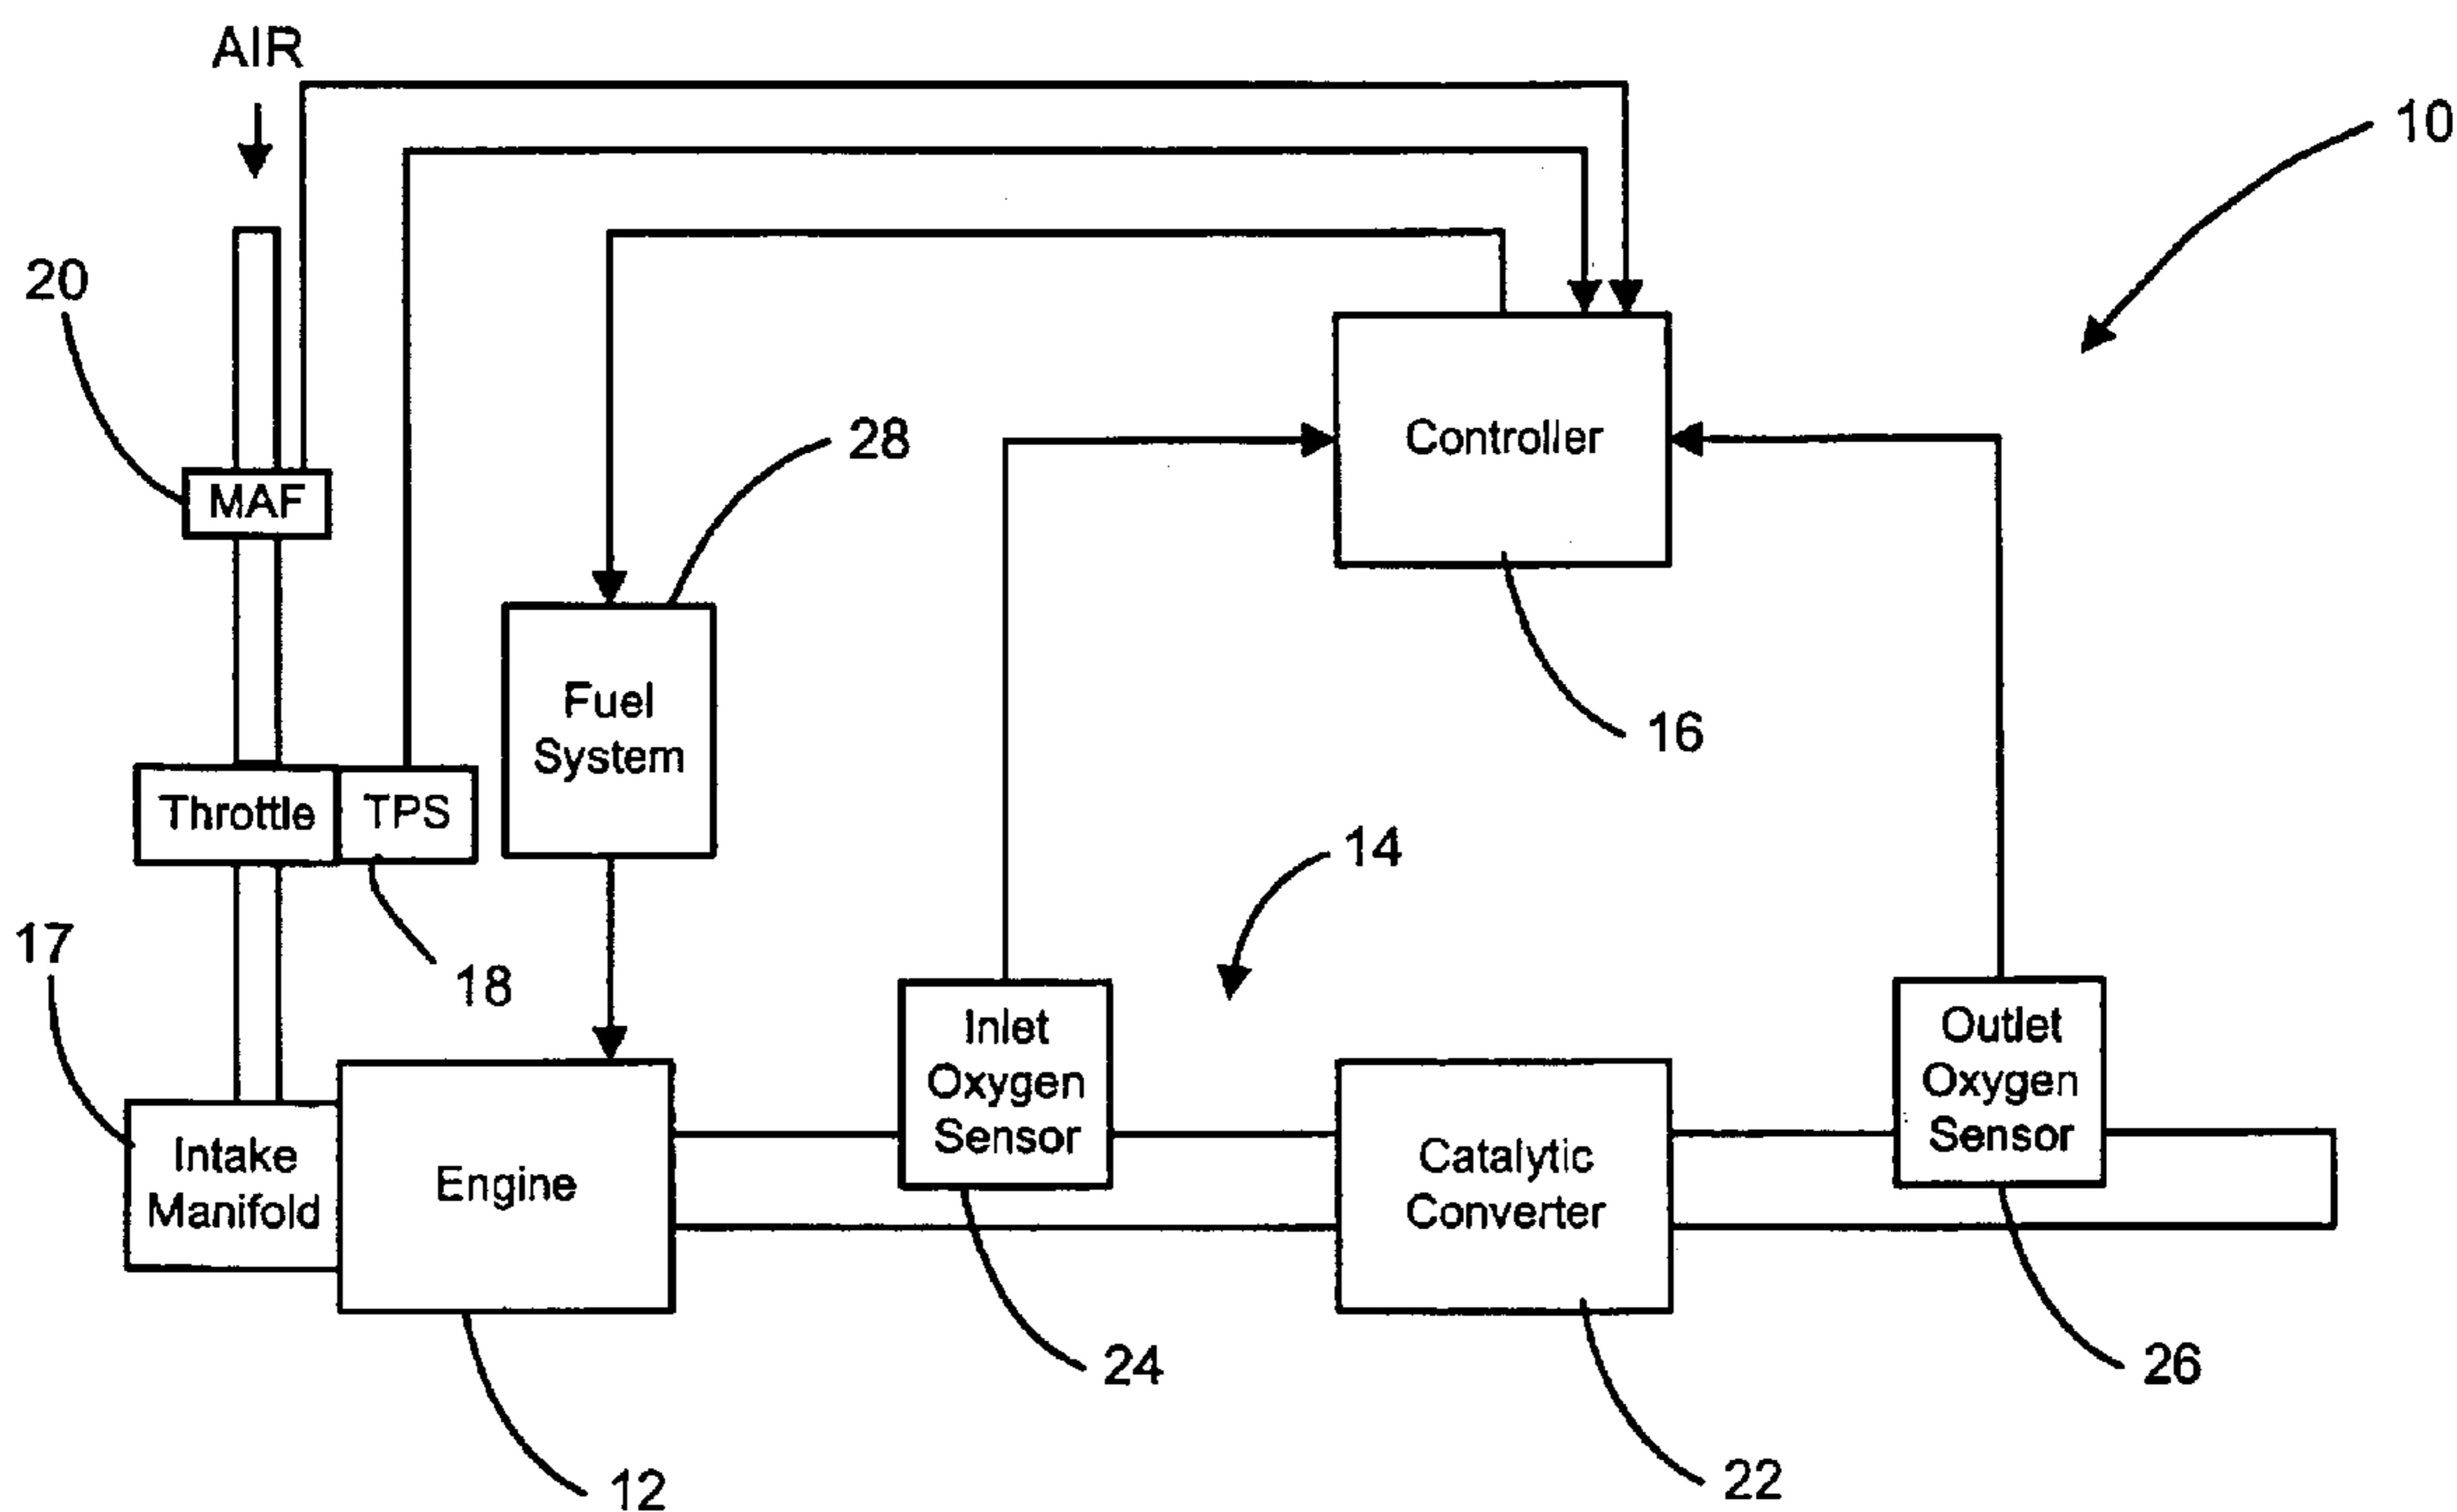 AIR
10
20
MAF
28
Controller
Fuel
System
16
Throttle
TPS
14
17
18
Inlet
Oxygen
Sensor
Outlet
Oxygen
Sensor
Intake
Manifold
Engine
Catalytic
Converter
24
26
12
22